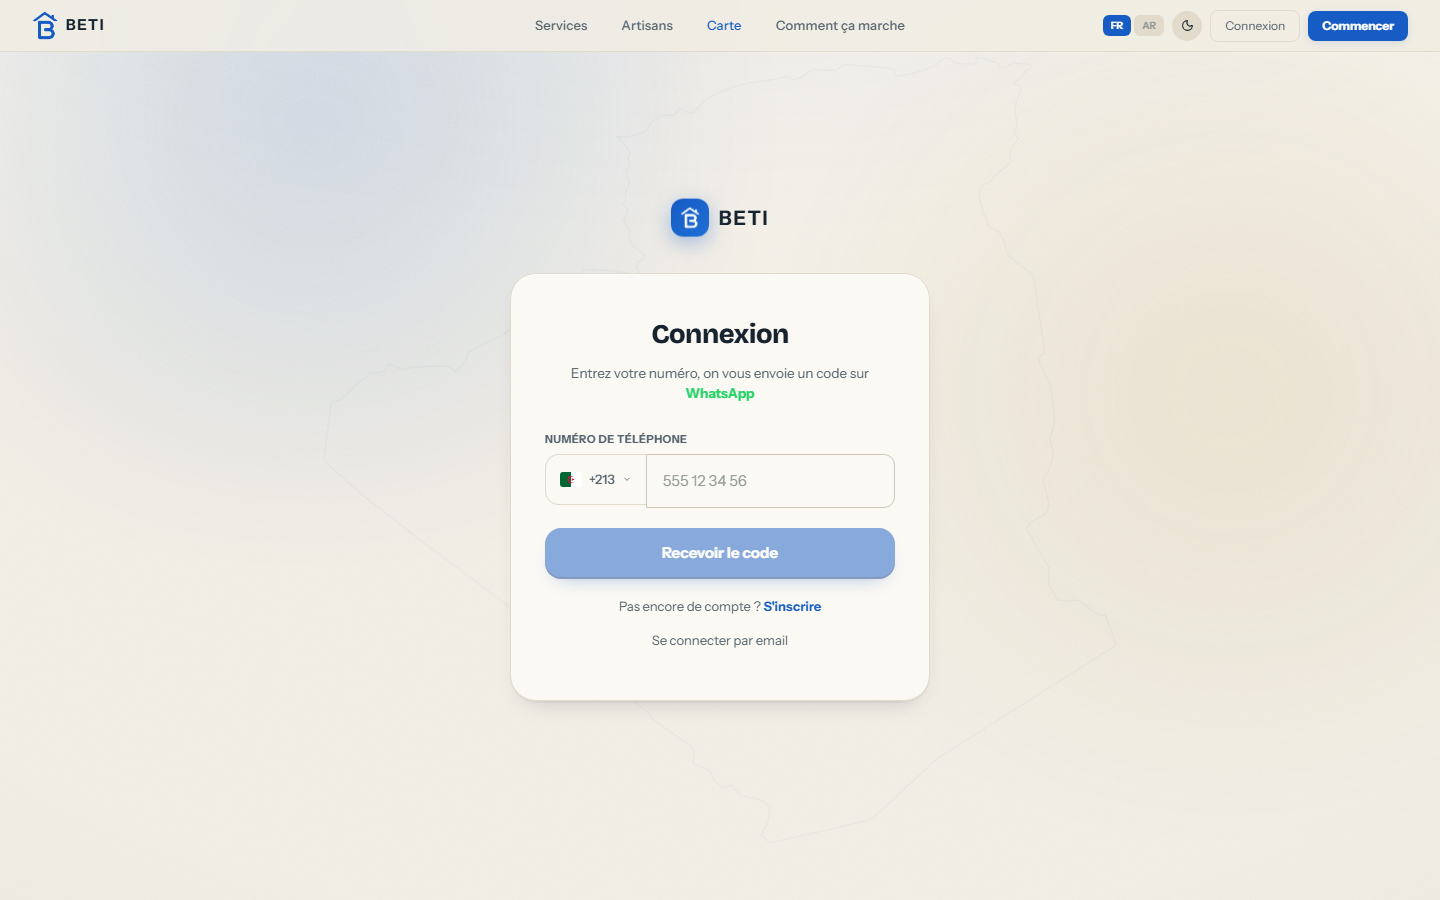 BETI
Services
Artisans
Carte
Comment ça marche
FR
AR
Connexion
Commencer
BETI
Connexion
Entrez votre numéro, on vous envoie un code sur
WhatsApp
NUMÉRO DE TÉLÉPHONE
+213
555 12 34 56
Recevoir le code
Pas encore de compte ? S'inscrire
Se connecter par email